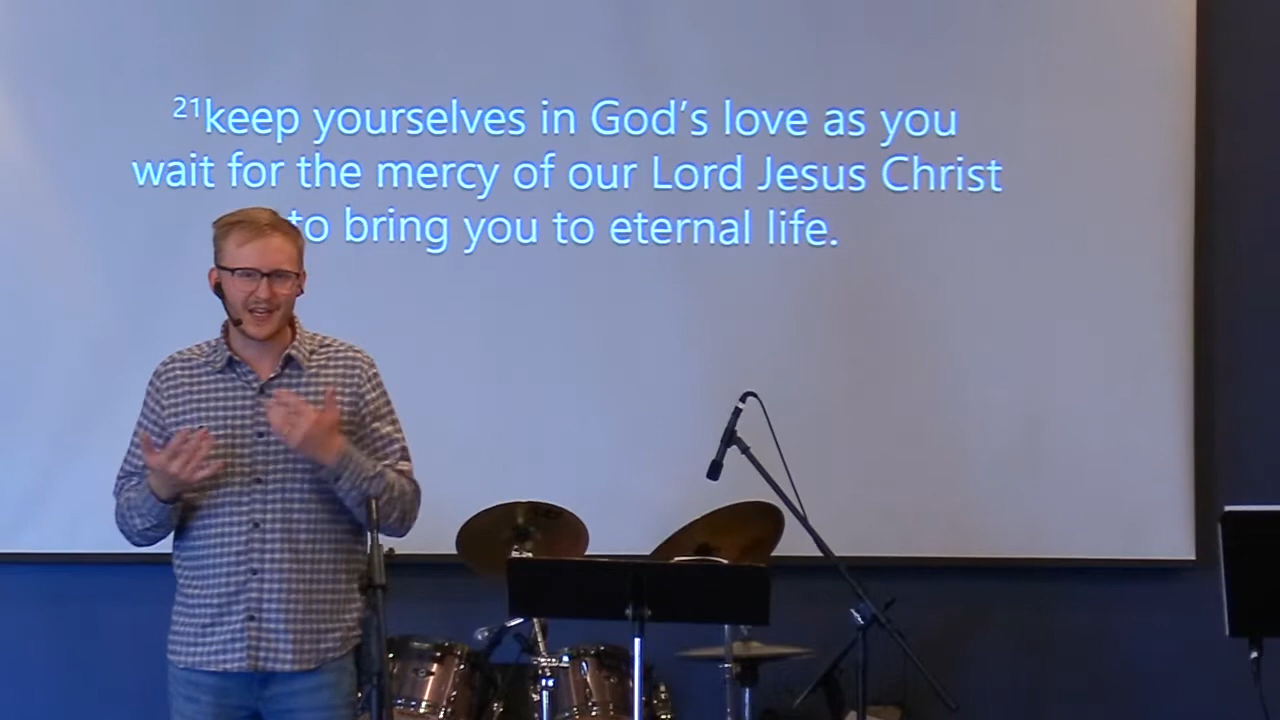 ²¹keep yourselves in God’s love as you
wait for the mercy of our Lord Jesus Christ
to bring you to eternal life.